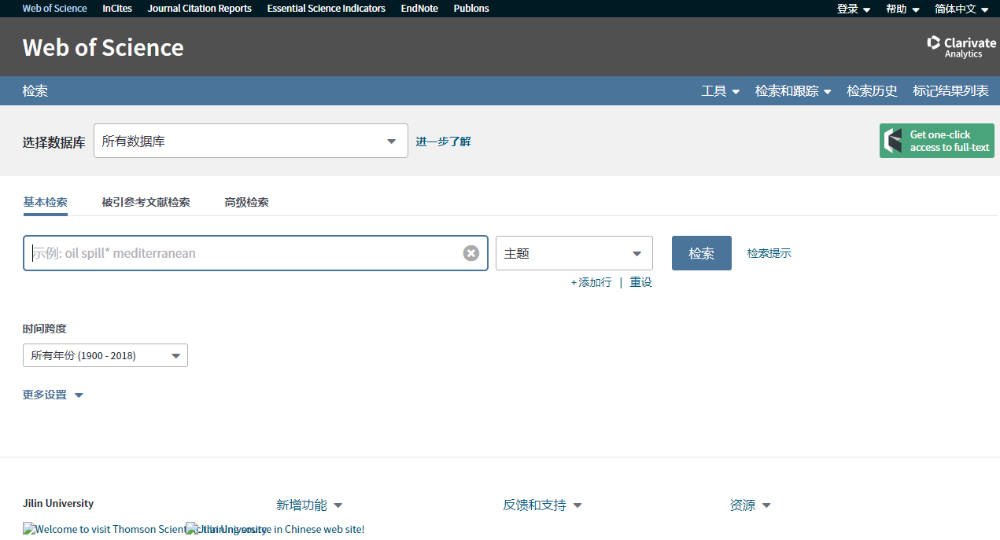 Web of Science InCites Journal Citation Reports Essential Science Indicators EndNote Publons 登录 帮助 简体中文
Web of Science
Clarivate
Analytics
检索 工具 检索和跟踪 检索历史 标记结果列表
选择数据库 所有数据库 进一步了解
Get one-click
access to full-text
基本检索 被引参考文献检索 高级检索
示例: oil spill* mediterranean 主题 检索 检索提示
+添加行 | 重设
时间跨度
所有年份 (1900 - 2018)
更多设置
Jilin University 新增功能 反馈和支持 资源
Welcome to visit Thomson Scientific training source in Chinese web site!
Jilin University